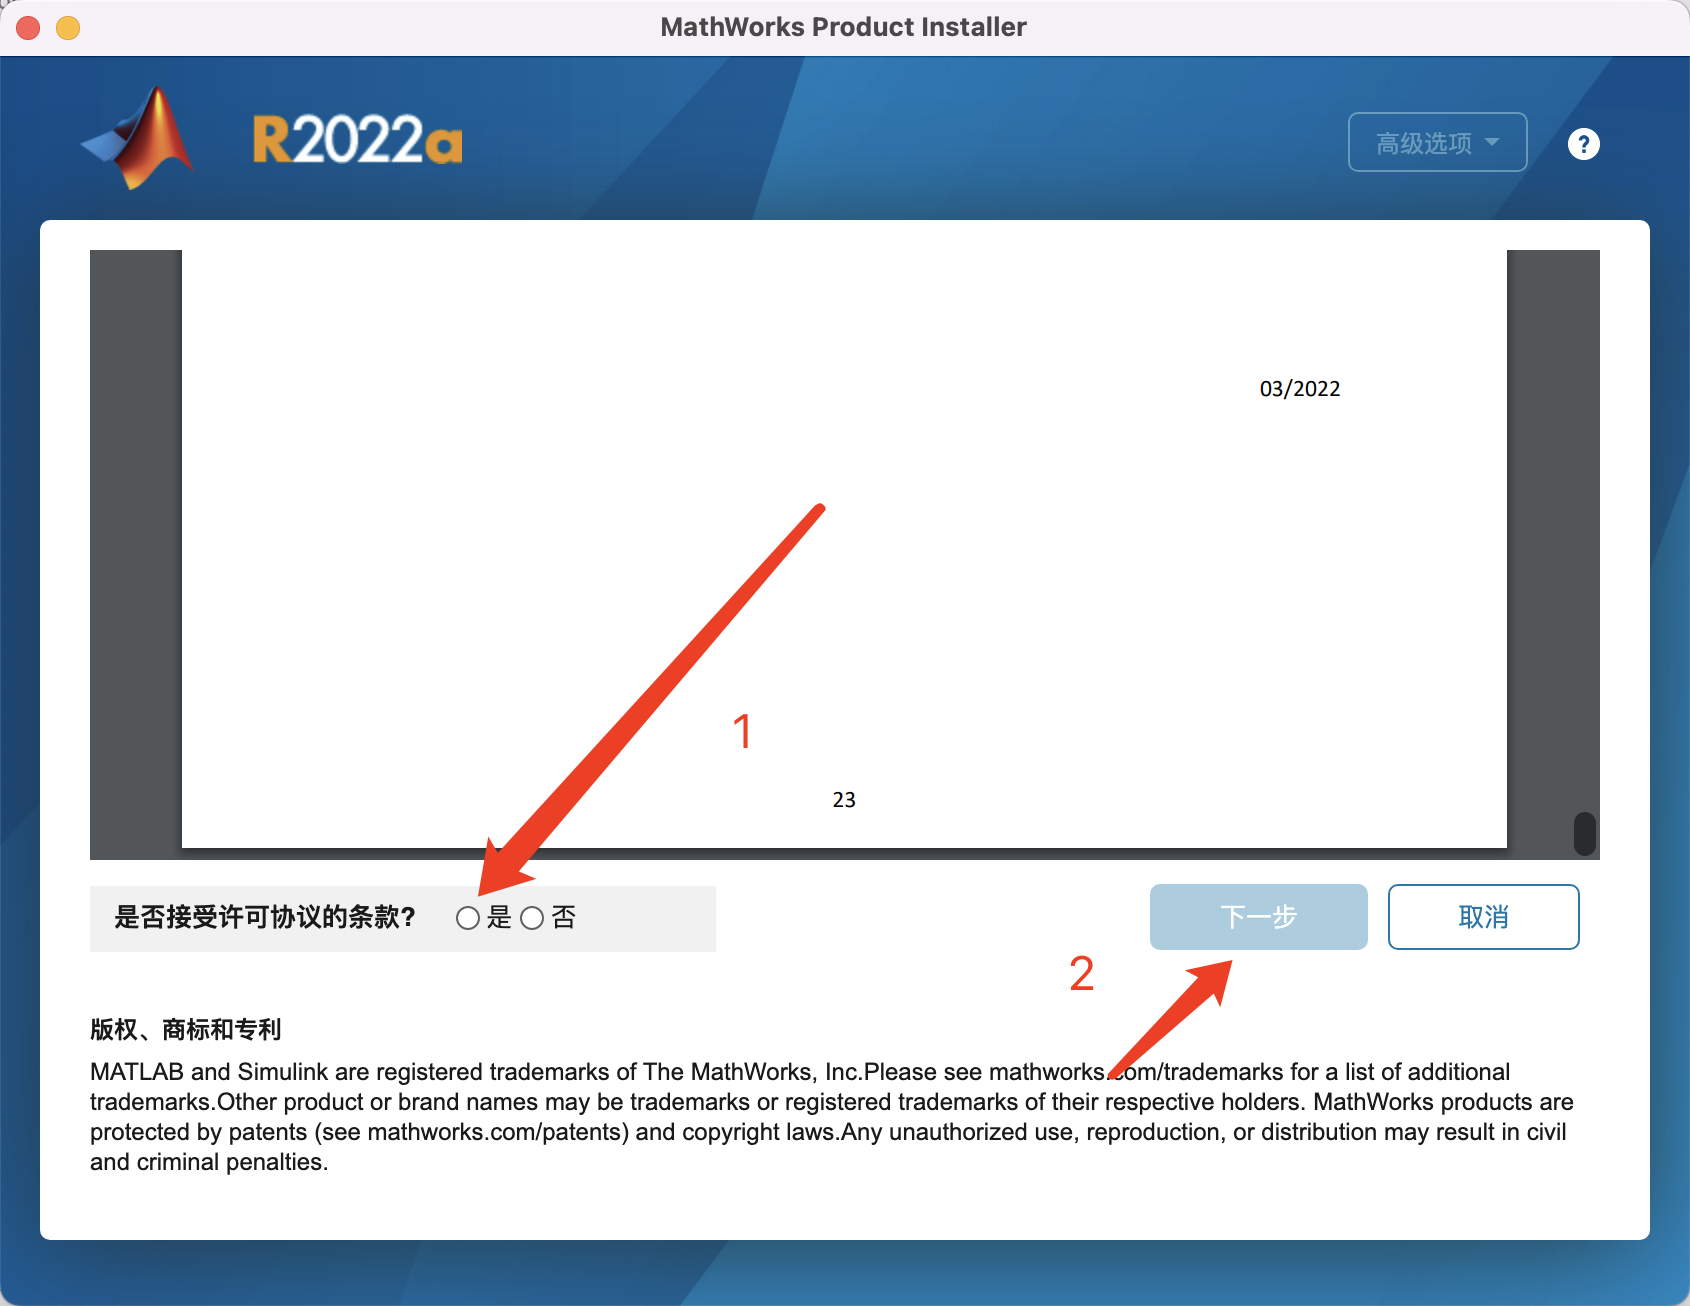 MathWorks Product Installer
R2022a
高级选项
?
03/2022
1
23
是否接受许可协议的条款? 是 否
下一步
取消
2
版权、商标和专利
MATLAB and Simulink are registered trademarks of The MathWorks, Inc.Please see mathworks.com/trademarks for a list of additional
trademarks.Other product or brand names may be trademarks or registered trademarks of their respective holders. MathWorks products are
protected by patents (see mathworks.com/patents) and copyright laws.Any unauthorized use, reproduction, or distribution may result in civil
and criminal penalties.